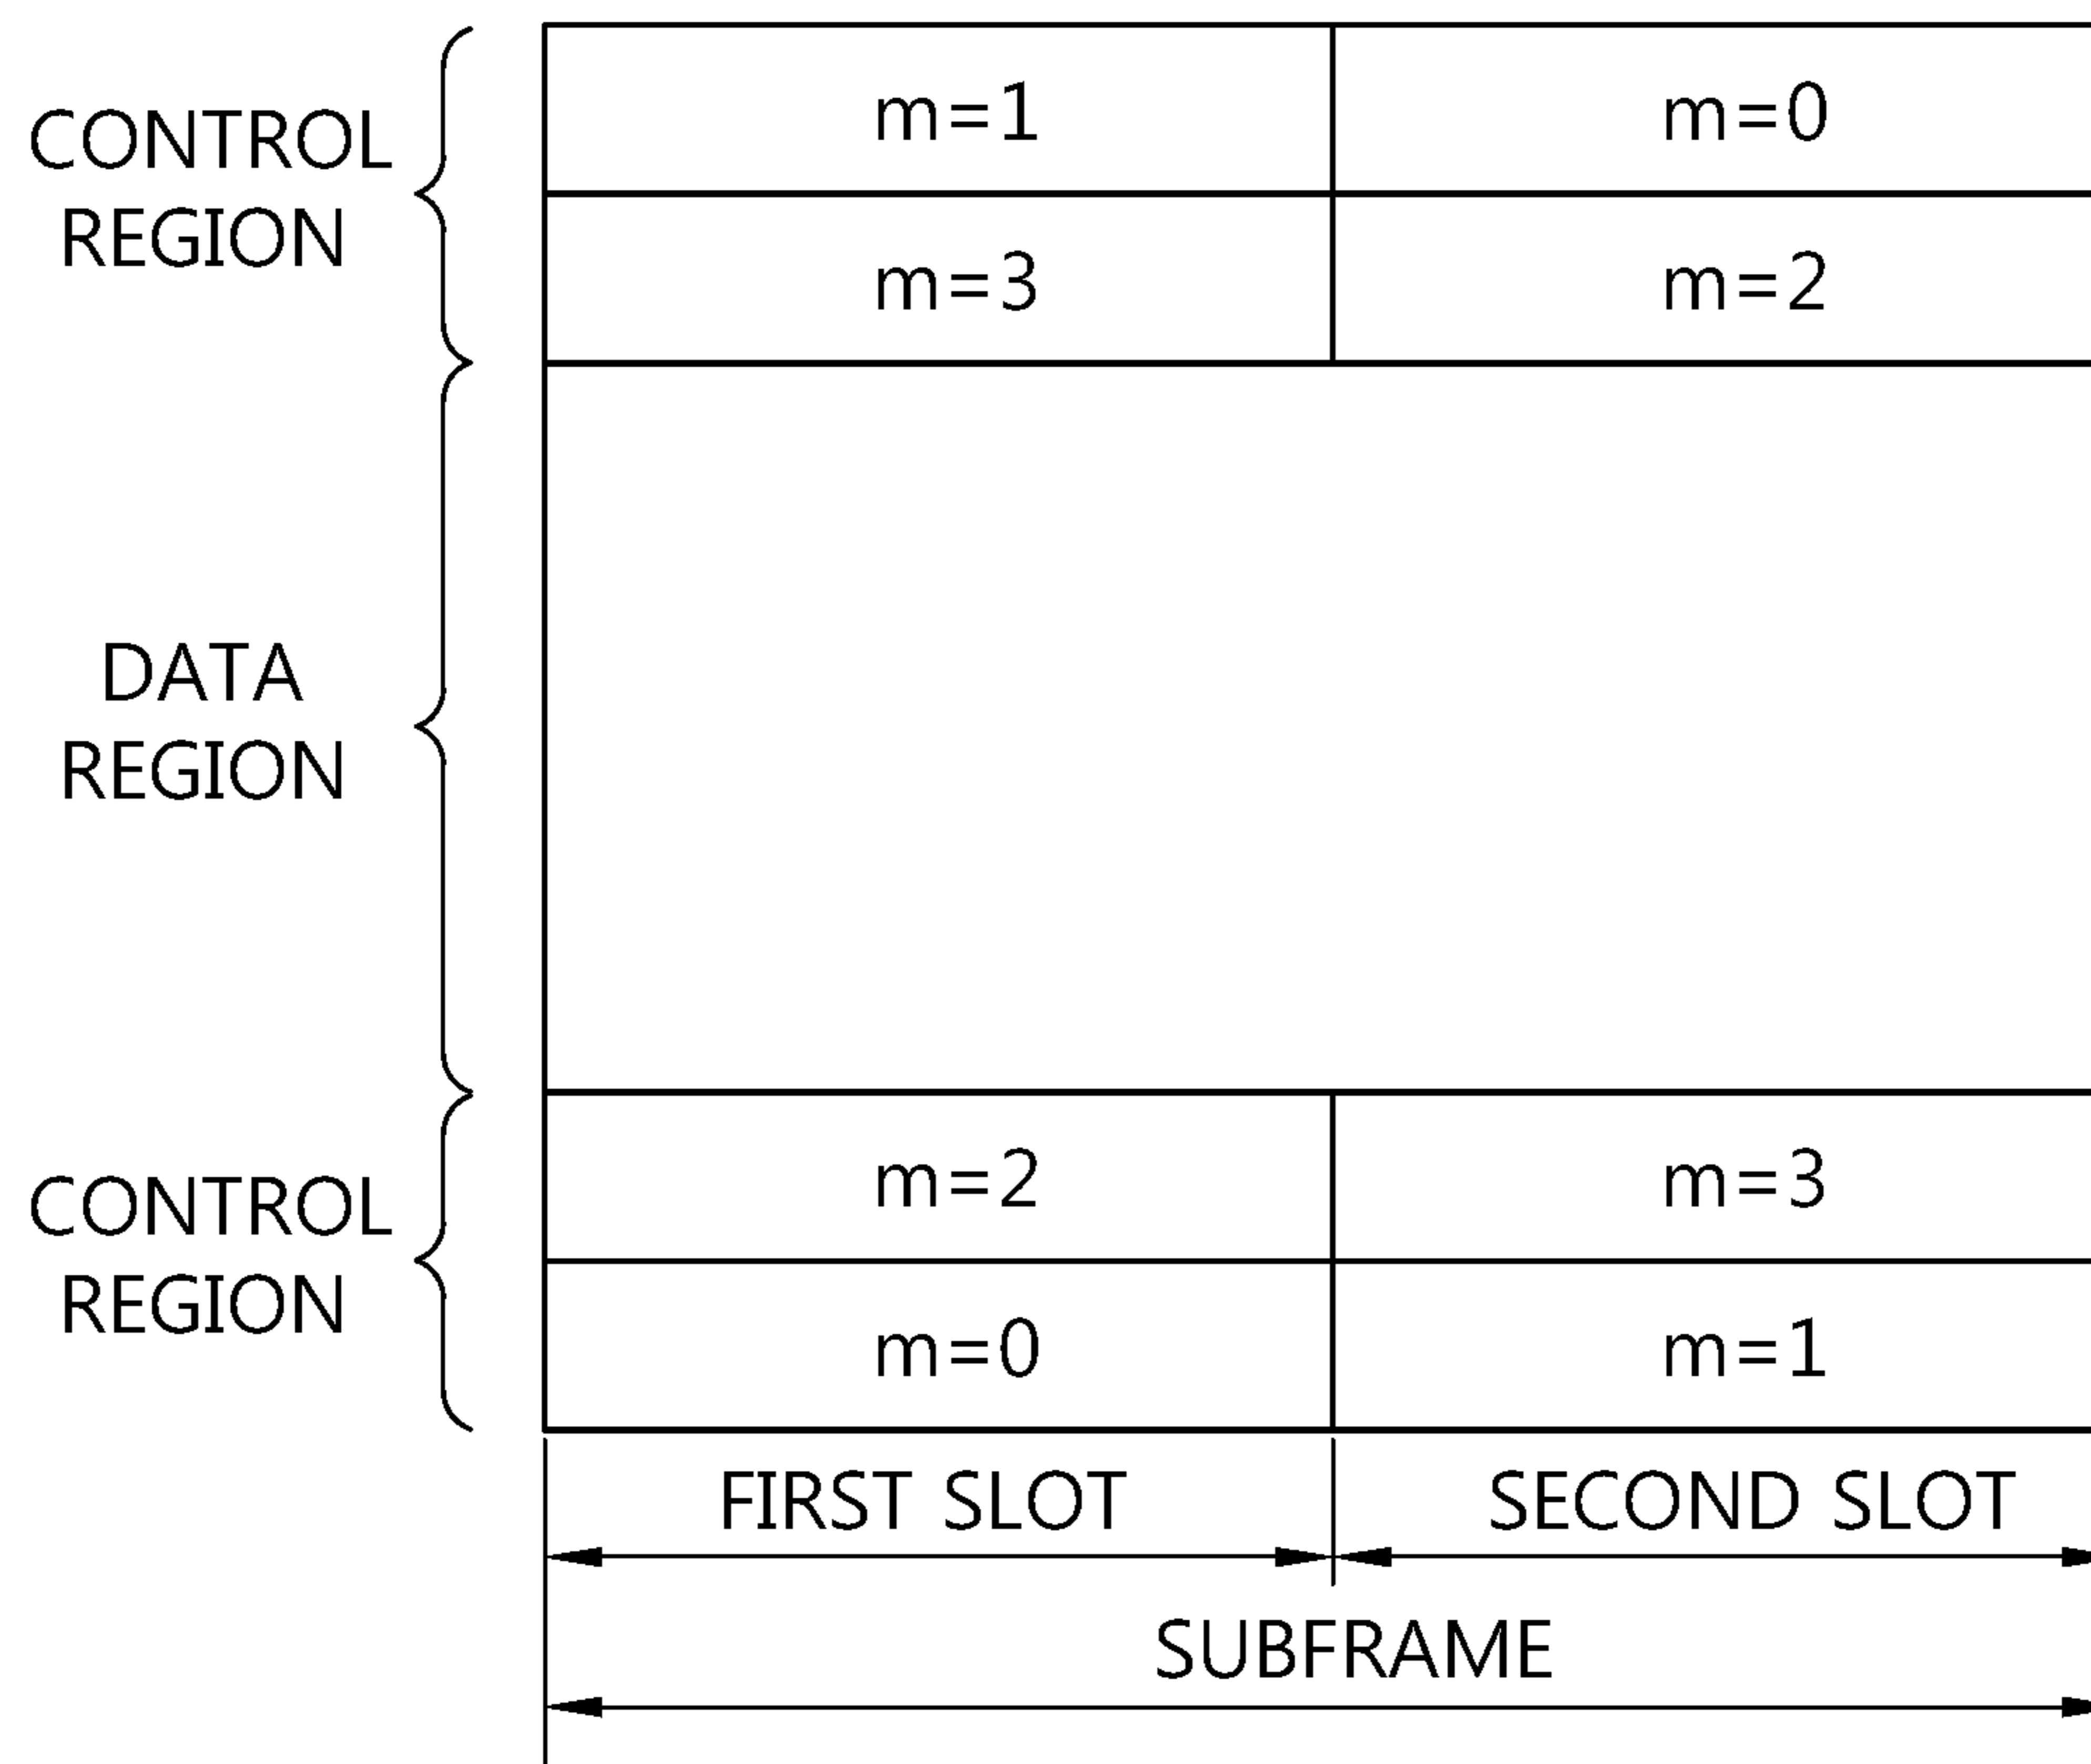 CONTROL
REGION
m=1 m=0
m=3 m=2
DATA
REGION
CONTROL
REGION
m=2 m=3
m=0 m=1
FIRST SLOT SECOND SLOT
SUBFRAME